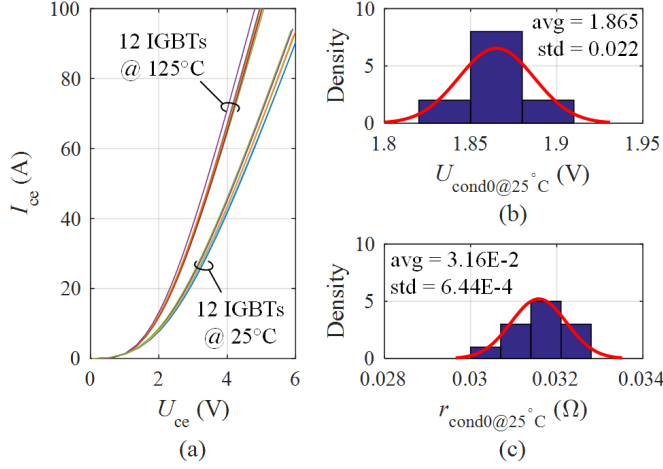 100
80
60
40
20
0
0
2
4
6
I_ce (A)
U_ce (V)
12 IGBTs
@ 125°C
12 IGBTs
@ 25°C
(a)
10
5
0
1.8
1.85
1.9
1.95
Density
avg = 1.865
std = 0.022
U_cond0@25°C (V)
(b)
10
5
0
0.028
0.03
0.032
0.034
Density
avg = 3.16E-2
std = 6.44E-4
r_cond0@25°C (Ω)
(c)